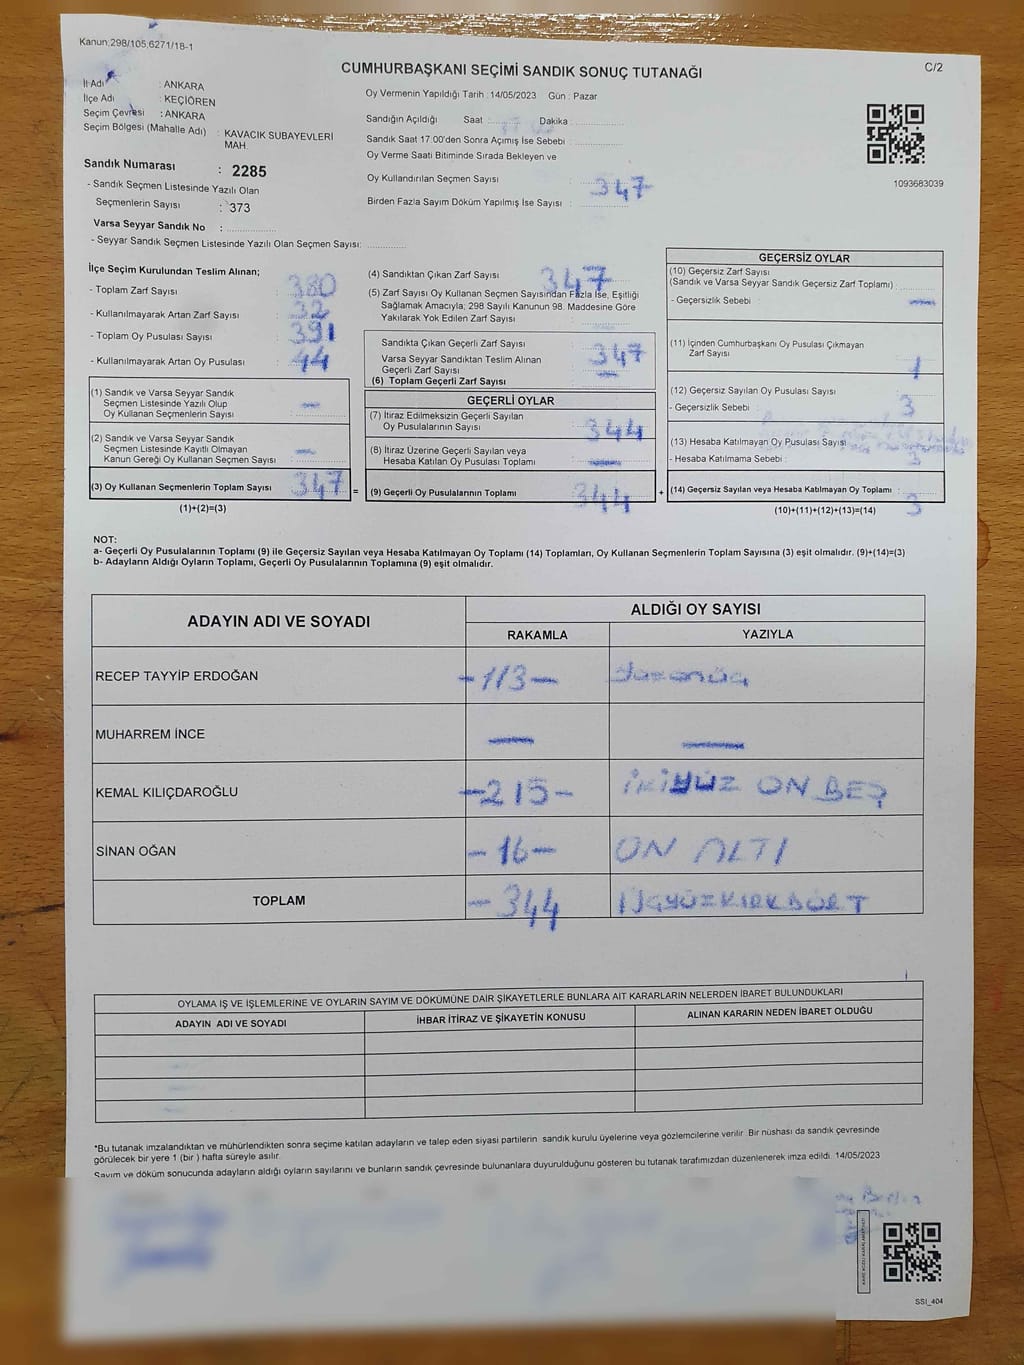 Kanun:298/105,6271/18-1
C/2
CUMHURBAŞKANI SEÇİMİ SANDIK SONUÇ TUTANAĞI
İl Adı : ANKARA
İlçe Adı : KEÇİÖREN
Seçim Çevresi : ANKARA
Seçim Bölgesi (Mahalle Adı) : KAVACIK SUBAYEVLERİ
MAH.
Sandık Numarası : 2285
- Sandık Seçmen Listesinde Yazılı Olan
Seçmenlerin Sayısı : 373
Varsa Seyyar Sandık No :
- Seyyar Sandık Seçmen Listesinde Yazılı Olan Seçmen Sayısı:
Oy Vermenin Yapıldığı Tarih : 14/05/2023 Gün : Pazar
Sandığın Açıldığı Saat : 17:00 Dakika :
Sandık Saat 17:00'den Sonra Açımış İse Sebebi :
Oy Verme Saati Bitiminde Sırada Bekleyen ve
Oy Kullandırılan Seçmen Sayısı : 347
Birden Fazla Sayım Döküm Yapılmış İse Sayısı :
1093683039
İlçe Seçim Kurulundan Teslim Alınan;
- Toplam Zarf Sayısı : 380
- Kullanılmayarak Artan Zarf Sayısı : 32
- Toplam Oy Pusulası Sayısı : 391
- Kullanılmayarak Artan Oy Pusulası : 44
(1) Sandık ve Varsa Seyyar Sandık
Seçmen Listesinde Yazılı Olup
Oy Kullanan Seçmenlerin Sayısı : —
(2) Sandık ve Varsa Seyyar Sandık
Seçmen Listesinde Kayıtlı Olmayan
Kanun Gereği Oy Kullanan Seçmen Sayısı : —
(3) Oy Kullanan Seçmenlerin Toplam Sayısı : 347 =
(1)+(2)=(3)
(4) Sandıktan Çıkan Zarf Sayısı : 347
(5) Zarf Sayısı Oy Kullanan Seçmen Sayısından Fazla İse, Eşitliği
Sağlamak Amacıyla; 298 Sayılı Kanunun 98. Maddesine Göre
Yakılarak Yok Edilen Zarf Sayısı :
Sandıkta Çıkan Geçerli Zarf Sayısı : 347
Varsa Seyyar Sandıktan Teslim Alınan
Geçerli Zarf Sayısı : —
(6) Toplam Geçerli Zarf Sayısı :
GEÇERLİ OYLAR
(7) İtiraz Edilmeksizin Geçerli Sayılan
Oy Pusulalarının Sayısı : 344
(8) İtiraz Üzerine Geçerli Sayılan veya
Hesaba Katılan Oy Pusulası Toplamı : —
(9) Geçerli Oy Pusulalarının Toplamı : 344 +
GEÇERSİZ OYLAR
(10) Geçersiz Zarf Sayısı
(Sandık ve Varsa Seyyar Sandık Geçersiz Zarf Toplamı) :
- Geçersizlik Sebebi : —
(11) İçinden Cumhurbaşkanı Oy Pusulası Çıkmayan
Zarf Sayısı : 1
(12) Geçersiz Sayılan Oy Pusulası Sayısı : 3
- Geçersizlik Sebebi :
(13) Hesaba Katılmayan Oy Pusulası Sayısı
- Hesaba Katılmama Sebebi : 3
(14) Geçersiz Sayılan veya Hesaba Katılmayan Oy Toplamı : 3
(10)+(11)+(12)+(13)=(14)
NOT:
a- Geçerli Oy Pusulalarının Toplamı (9) ile Geçersiz Sayılan veya Hesaba Katılmayan Oy Toplamı (14) Toplamları, Oy Kullanan Seçmenlerin Toplam Sayısına (3) eşit olmalıdır. (9)+(14)=(3)
b- Adayların Aldığı Oyların Toplamı, Geçerli Oy Pusulalarının Toplamına (9) eşit olmalıdır.
ADAYIN ADI VE SOYADI
ALDIĞI OY SAYISI
RAKAMLA YAZIYLA
RECEP TAYYİP ERDOĞAN -113- yüzonüç
MUHARREM İNCE — —
KEMAL KILIÇDAROĞLU -215- İKİYÜZ ON BEŞ
SİNAN OĞAN -16- ON ALTI
TOPLAM -344 ÜÇYÜZKIRKDÖRT
OYLAMA İŞ VE İŞLEMLERİNE VE OYLARIN SAYIM VE DÖKÜMÜNE DAİR ŞİKAYETLERLE BUNLARA AİT KARARLARIN NELERDEN İBARET BULUNDUKLARI
ADAYIN ADI VE SOYADI İHBAR İTİRAZ VE ŞİKAYETİN KONUSU ALINAN KARARIN NEDEN İBARET OLDUĞU
*Bu tutanak imzalandıktan ve mühürlendikten sonra seçime katılan adayların ve talep eden siyasi partilerin sandık kurulu üyelerine veya gözlemcilerine verilir. Bir nüshası da sandık çevresinde
görülecek bir yere 1 (bir ) hafta süreyle asılır.
Sayım ve döküm sonucunda adayların aldığı oyların sayılarını ve bunların sandık çevresinde bulunanlara duyurulduğunu gösteren bu tutanak tarafımızdan düzenlenerek imza edildi. 14/05/2023
SSI_404